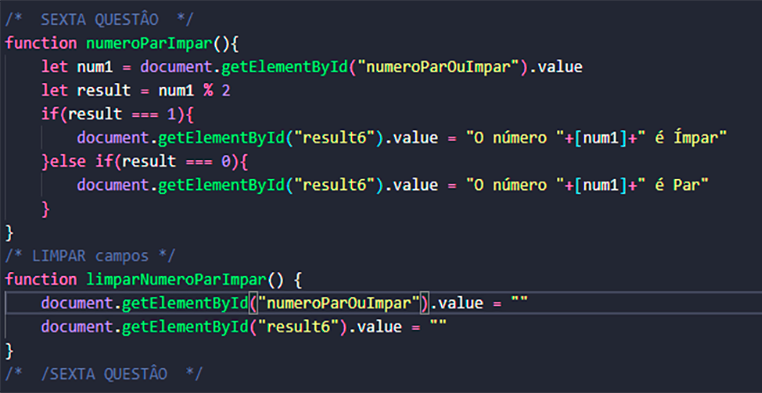 /*  SEXTA QUESTÂO  */
function numeroParImpar(){
    let num1 = document.getElementById("numeroParOuImpar").value
    let result = num1 % 2
    if(result === 1){
        document.getElementById("result6").value = "O número "+[num1]+" é Ímpar"
    }else if(result === 0){
        document.getElementById("result6").value = "O número "+[num1]+" é Par"
    }
}
/* LIMPAR campos */
function limparNumeroParImpar() {
    document.getElementById("numeroParOuImpar").value = ""
    document.getElementById("result6").value = ""
}
/*  /SEXTA QUESTÂO  */